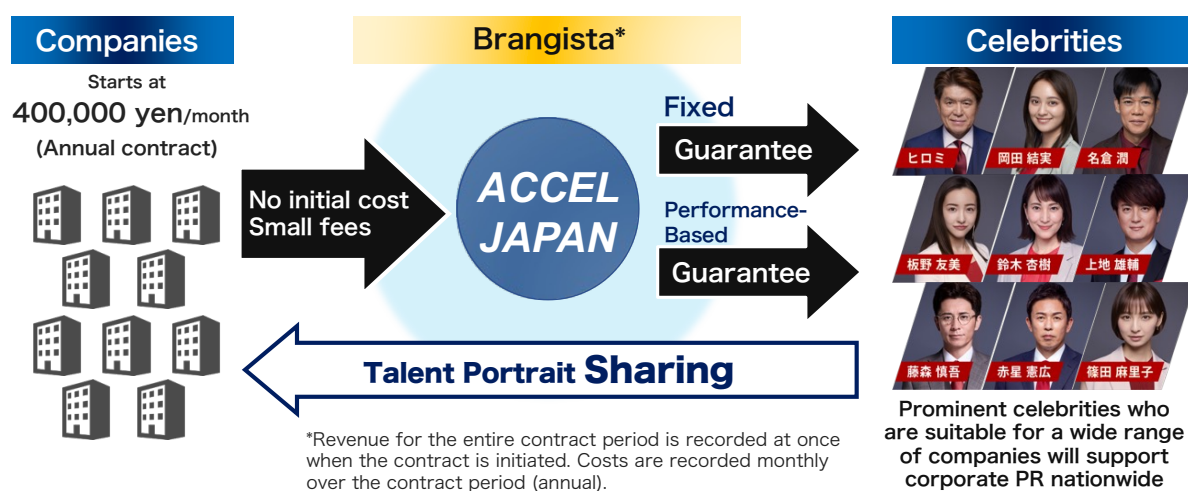 Companies
Starts at
400,000 yen/month
(Annual contract)
No initial cost
Small fees
Brangista*
ACCEL
JAPAN
Fixed
Guarantee
Performance-
Based
Guarantee
Talent Portrait Sharing
*Revenue for the entire contract period is recorded at once
when the contract is initiated. Costs are recorded monthly
over the contract period (annual).
Celebrities
ヒロミ
岡田 結実
名倉 潤
板野 友美
鈴木 杏樹
上地 雄輔
藤森 慎吾
赤星 憲広
篠田 麻里子
Prominent celebrities who
are suitable for a wide range
of companies will support
corporate PR nationwide